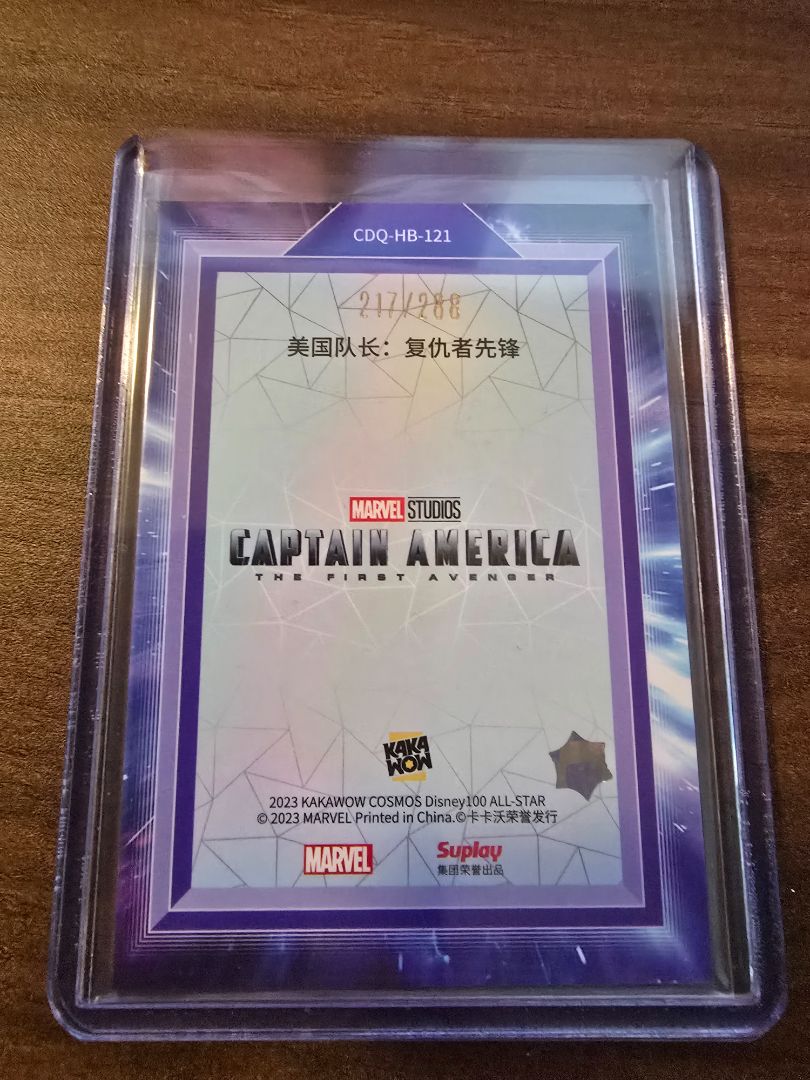 CDQ-HB-121
217/288
美国队长：复仇者先锋
MARVEL STUDIOS
CAPTAIN AMERICA
THE FIRST AVENGER
KAKA
WOW
2023 KAKAWOW COSMOS Disney100 ALL-STAR
© 2023 MARVEL Printed in China.©卡卡沃荣誉发行
MARVEL
Suplay
集团荣誉出品